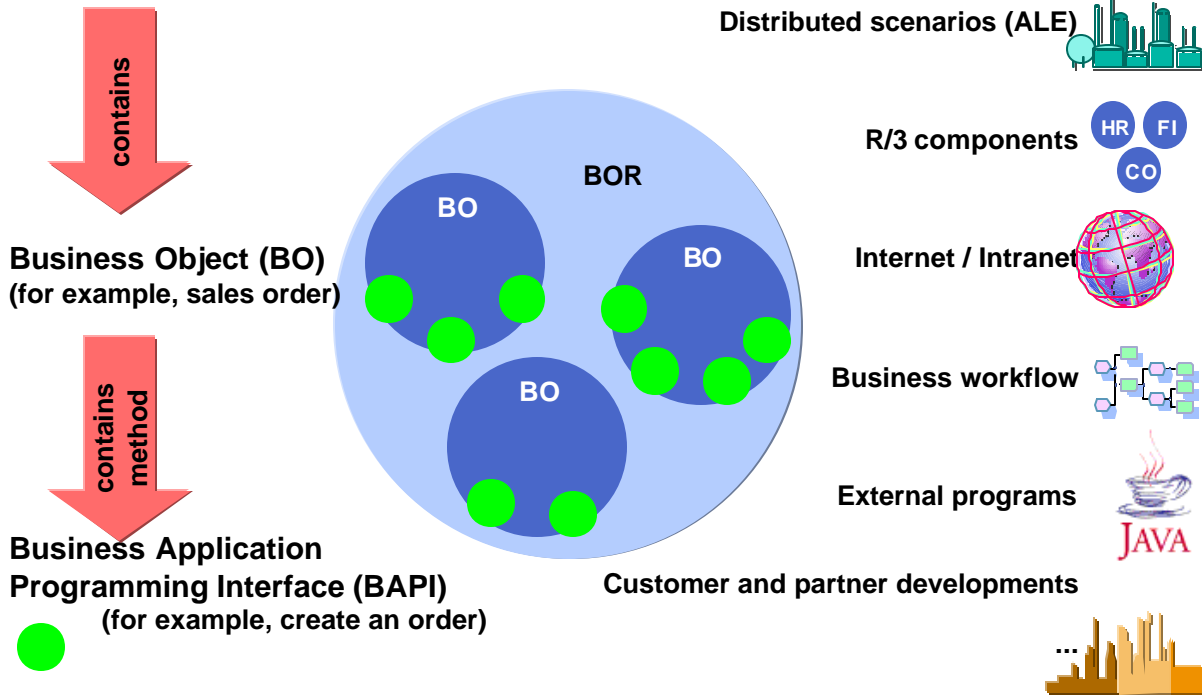 contains
Business Object (BO)
(for example, sales order)
contains
method
Business Application
Programming Interface (BAPI)
(for example, create an order)
BOR
BO
BO
BO
Distributed scenarios (ALE)
R/3 components
HR
FI
CO
Internet / Intranet
Business workflow
External programs
JAVA
Customer and partner developments
...